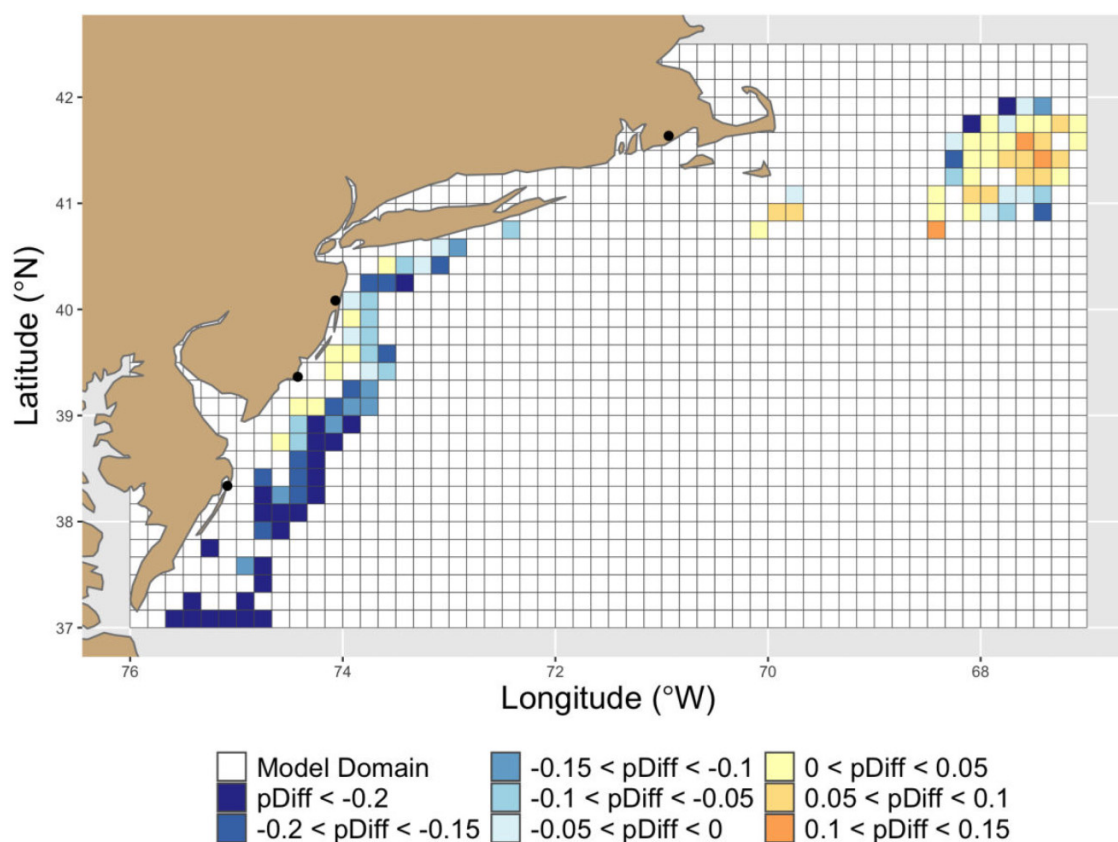 42
41
40
39
38
37
Latitude (°N)
76 74 72 70 68
Longitude (°W)
Model Domain
pDiff < -0.2
-0.2 < pDiff < -0.15
-0.15 < pDiff < -0.1
-0.1 < pDiff < -0.05
-0.05 < pDiff < 0
0 < pDiff < 0.05
0.05 < pDiff < 0.1
0.1 < pDiff < 0.15